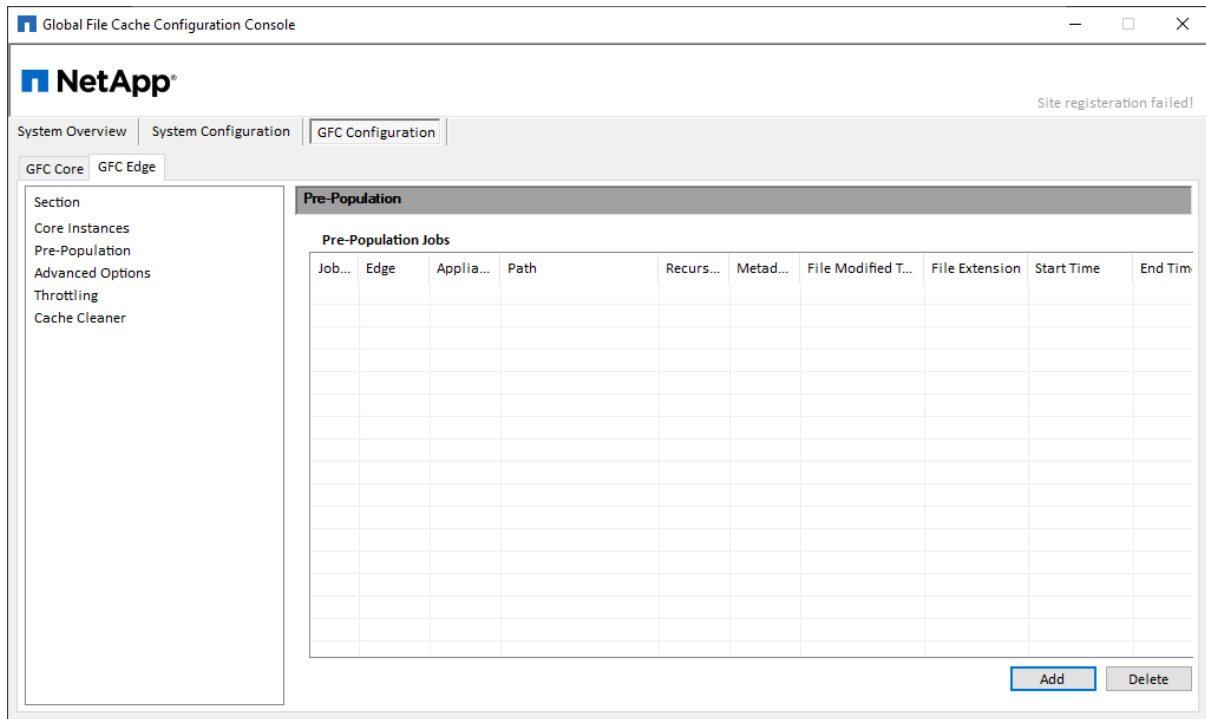 Global File Cache Configuration Console
NetApp®
Site registeration failed!
System Overview System Configuration GFC Configuration
GFC Core GFC Edge
Section
Core Instances
Pre-Population
Advanced Options
Throttling
Cache Cleaner
Pre-Population
Pre-Population Jobs
Job... Edge Applia... Path Recurs... Metad... File Modified T... File Extension Start Time End Tim
Add Delete